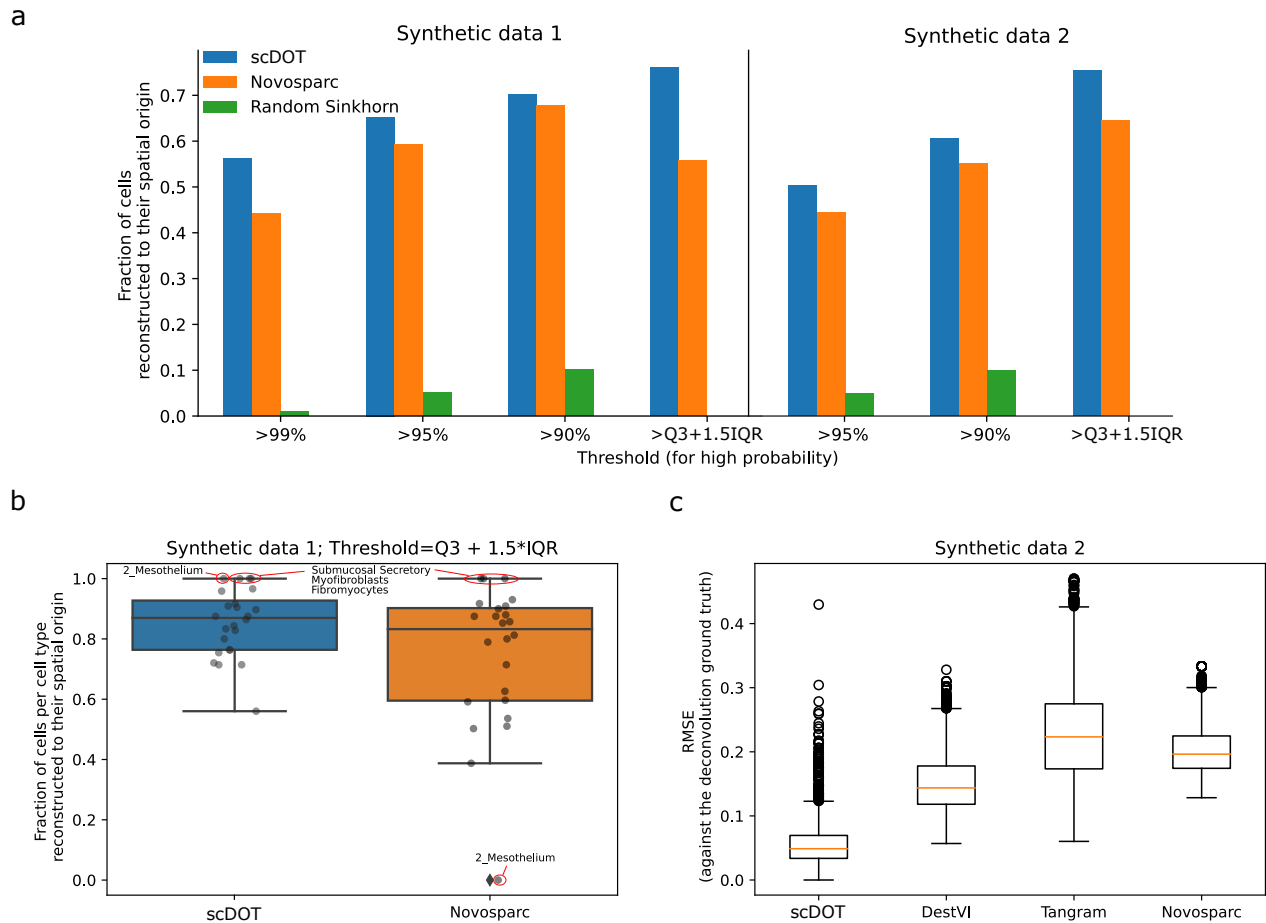 a
Synthetic data 1
Synthetic data 2
scDOT
Novosparc
Random Sinkhorn
Fraction of cells
reconstructed to their spatial origin
0.7
0.6
0.5
0.4
0.3
0.2
0.1
0.0
>99%
>95%
>90%
>Q3+1.5IQR
>95%
>90%
>Q3+1.5IQR
Threshold (for high probability)
b
Synthetic data 1; Threshold=Q3 + 1.5*IQR
Fraction of cells per cell type
reconstructed to their spatial origin
1.0
0.8
0.6
0.4
0.2
0.0
2_Mesothelium
Submucosal Secretory
Myofibroblasts
Fibromyocytes
2_Mesothelium
scDOT
Novosparc
c
Synthetic data 2
RMSE
(against the deconvolution ground truth)
0.4
0.3
0.2
0.1
0.0
scDOT
DestVI
Tangram
Novosparc